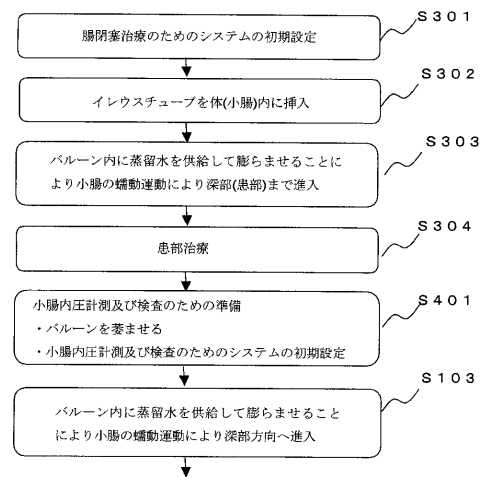 S301
腸閉塞治療のためのシステムの初期設定
S302
イレウスチューブを体(小腸)内に挿入
S303
バルーン内に蒸留水を供給して膨らませることに
より小腸の蠕動運動により深部(患部)まで進入
S304
患部治療
S401
小腸内圧計測及び検査のための準備
・バルーンを萎ませる
・小腸内圧計測及び検査のためのシステムの初期設定
S103
バルーン内に蒸留水を供給して膨らませること
により小腸の蠕動運動により深部方向へ進入